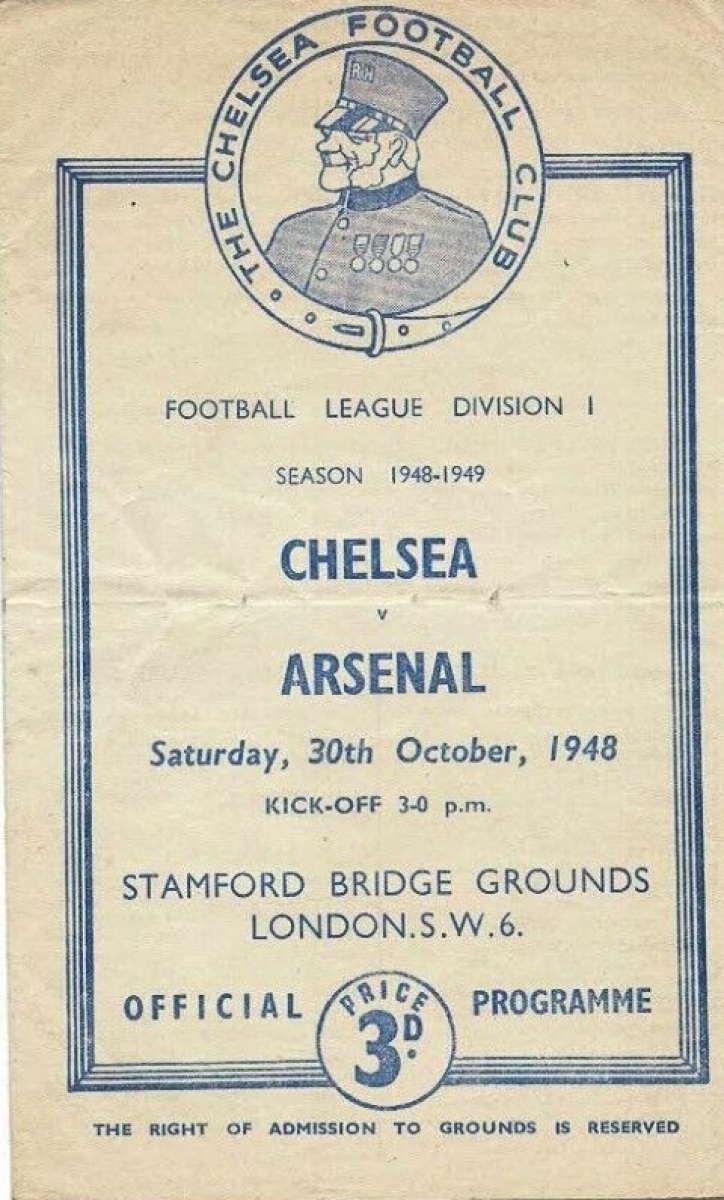 THE CHELSEA FOOTBALL CLUB
RH
FOOTBALL LEAGUE DIVISION I
SEASON 1948-1949
CHELSEA
v
ARSENAL
Saturday, 30th October, 1948
KICK-OFF 3-0 p.m.
STAMFORD BRIDGE GROUNDS
LONDON.S.W.6.
OFFICIAL PRICE 3D. PROGRAMME
THE RIGHT OF ADMISSION TO GROUNDS IS RESERVED